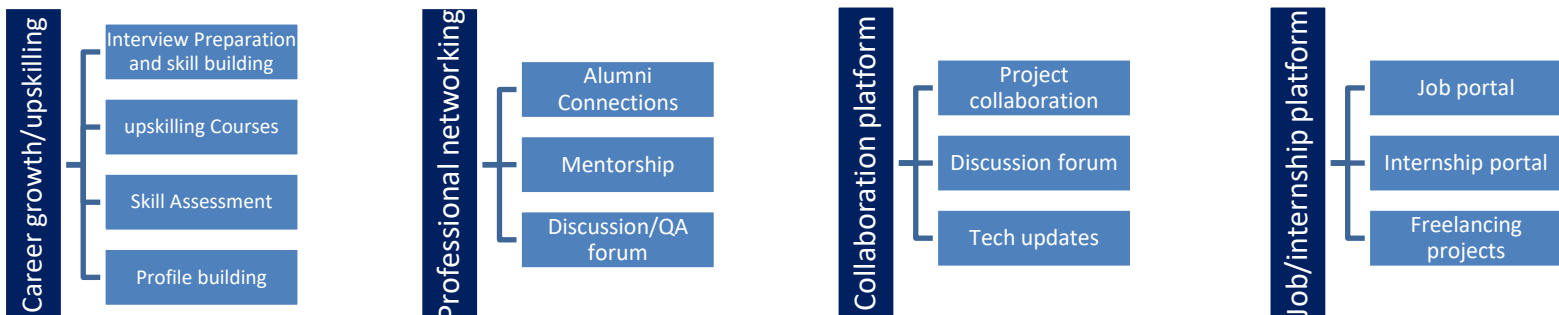 Career growth/upskilling
Interview Preparation
and skill building
upskilling Courses
Skill Assessment
Profile building
Professional networking
Alumni
Connections
Mentorship
Discussion/QA
forum
Collaboration platform
Project
collaboration
Discussion forum
Tech updates
Job/internship platform
Job portal
Internship portal
Freelancing
projects